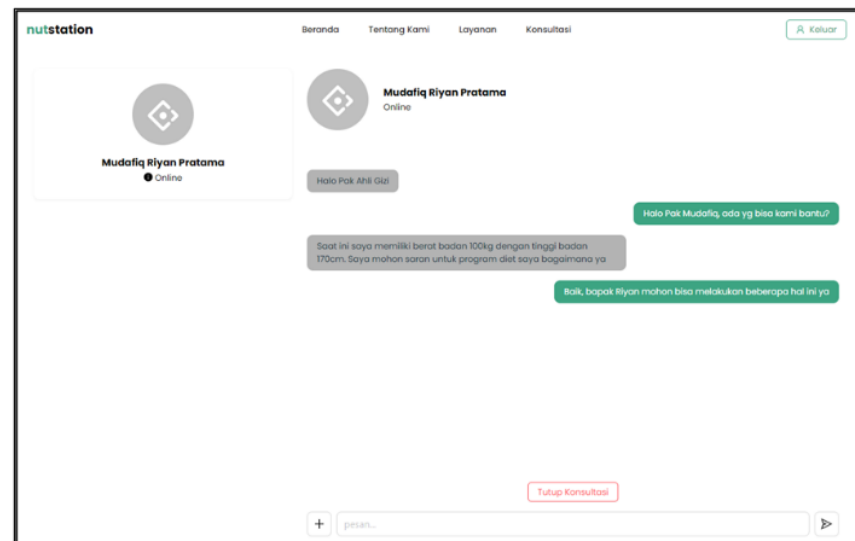 nutstation
Beranda
Tentang Kami
Layanan
Konsultasi
Keluar
Mudafiq Riyan Pratama
Online
Mudafiq Riyan Pratama
Online
Halo Pak Ahli Gizi
Halo Pak Mudafiq, ada yg bisa kami bantu?
Saat ini saya memiliki berat badan 100kg dengan tinggi badan
170cm. Saya mohon saran untuk program diet saya bagaimana ya
Baik, bapak Riyan mohon bisa melakukan beberapa hal ini ya
Tutup Konsultasi
pesan...